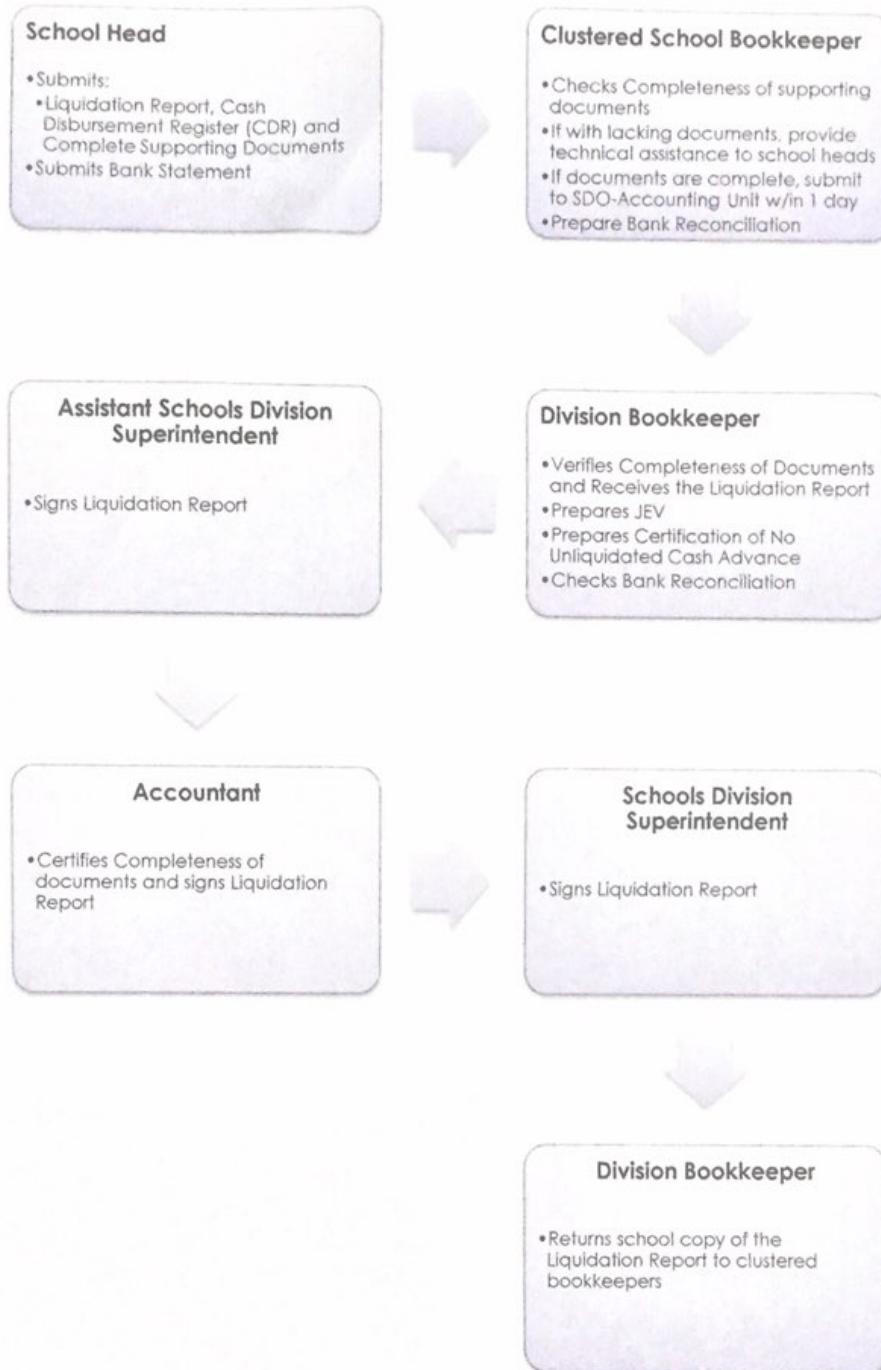 School Head
•Submits:
•Liquidation Report, Cash
Disbursement Register (CDR) and
Complete Supporting Documents
•Submits Bank Statement
Clustered School Bookkeeper
•Checks Completeness of supporting
documents
•If with lacking documents, provide
technical assistance to school heads
•If documents are complete, submit
to SDO-Accounting Unit w/in 1 day
•Prepare Bank Reconciliation
Division Bookkeeper
•Verifies Completeness of Documents
and Receives the Liquidation Report
•Prepares JEV
•Prepares Certification of No
Unliquidated Cash Advance
•Checks Bank Reconciliation
Assistant Schools Division
Superintendent
•Signs Liquidation Report
Accountant
•Certifies Completeness of
documents and signs Liquidation
Report
Schools Division
Superintendent
•Signs Liquidation Report
Division Bookkeeper
•Returns school copy of the
Liquidation Report to clustered
bookkeepers